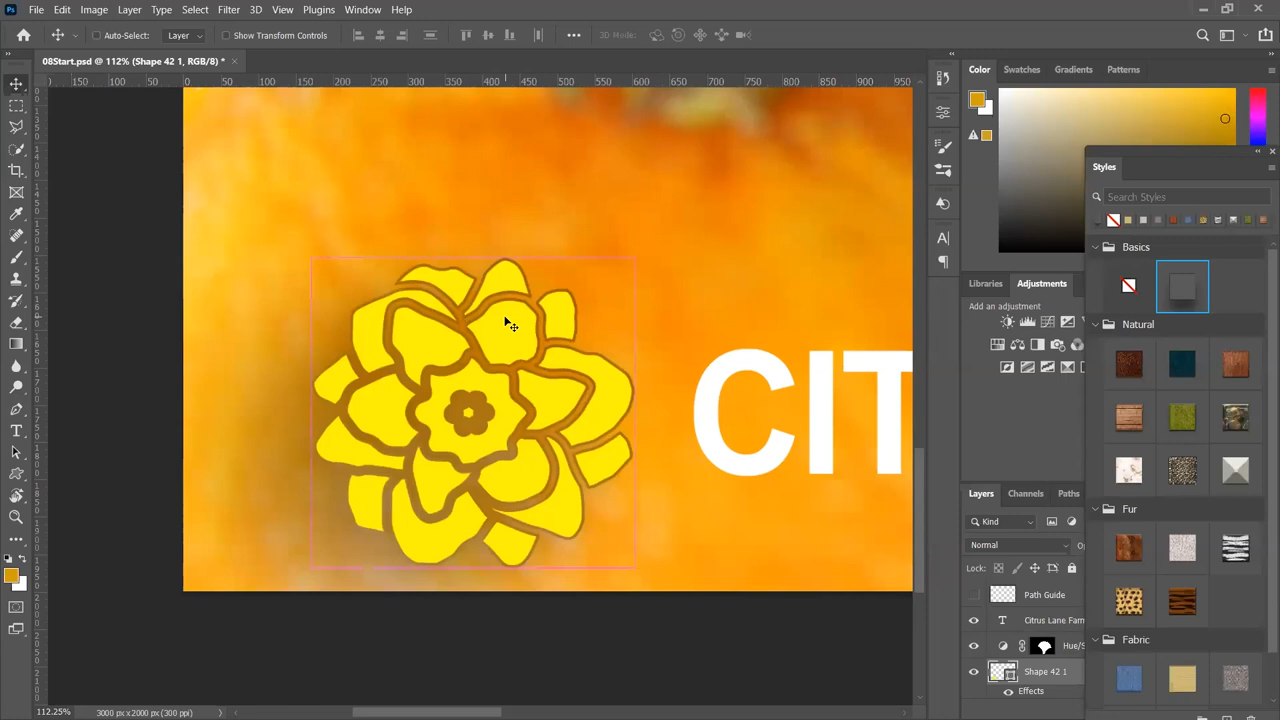 Ps File Edit Image Layer Type Select Filter 3D View Plugins Window Help
Auto-Select: Layer Show Transform Controls 3D Mode:
08Start.psd @ 112% (Shape 42 1, RGB/8) *
150 100 50 0 50 100 150 200 250 300 350 400 450 500 550 600 650 700 750 800 850 900 950
Color Swatches Gradients Patterns
Styles
Search Styles
Basics
Libraries Adjustments
Add an adjustment
Natural
CIT
Layers Channels Paths
Kind
Fur
Normal
Lock:
Path Guide
T Citrus Lane Farm
Hue/S
Fabric
Shape 42 1
Effects
112.25% 3000 px x 2000 px (300 ppi)